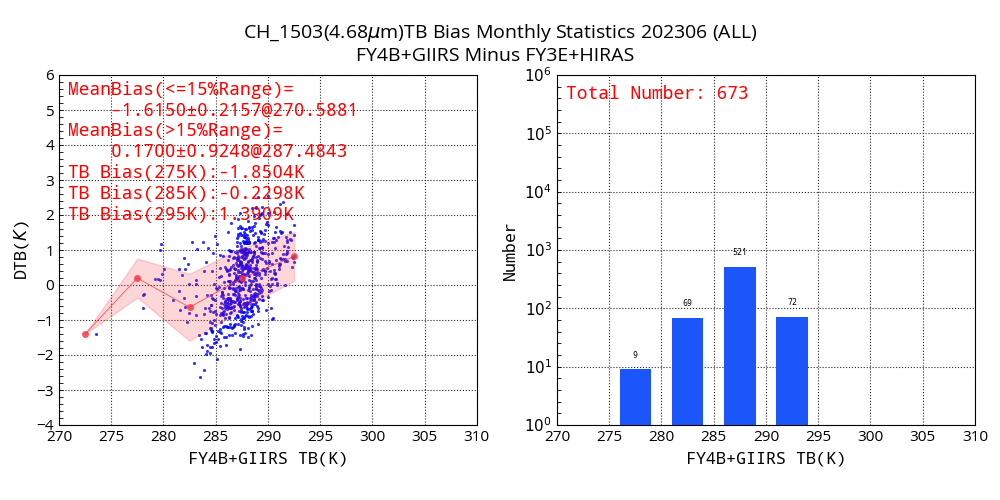 CH_1503(4.68μm)TB Bias Monthly Statistics 202306 (ALL)
FY4B+GIIRS Minus FY3E+HIRAS
MeanBias(<=15%Range)=
-1.6150±0.2157@270.5881
MeanBias(>15%Range)=
0.1700±0.9248@287.4843
TB Bias(275K):-1.8504K
TB Bias(285K):-0.2298K
TB Bias(295K):1.3909K
DTB(K)
6
5
4
3
2
1
0
−1
−2
−3
−4
270 275 280 285 290 295 300 305 310
FY4B+GIIRS TB(K)
Total Number: 673
Number
10⁶
10⁵
10⁴
10³
10²
10¹
10⁰
9
69
521
72
270 275 280 285 290 295 300 305 310
FY4B+GIIRS TB(K)